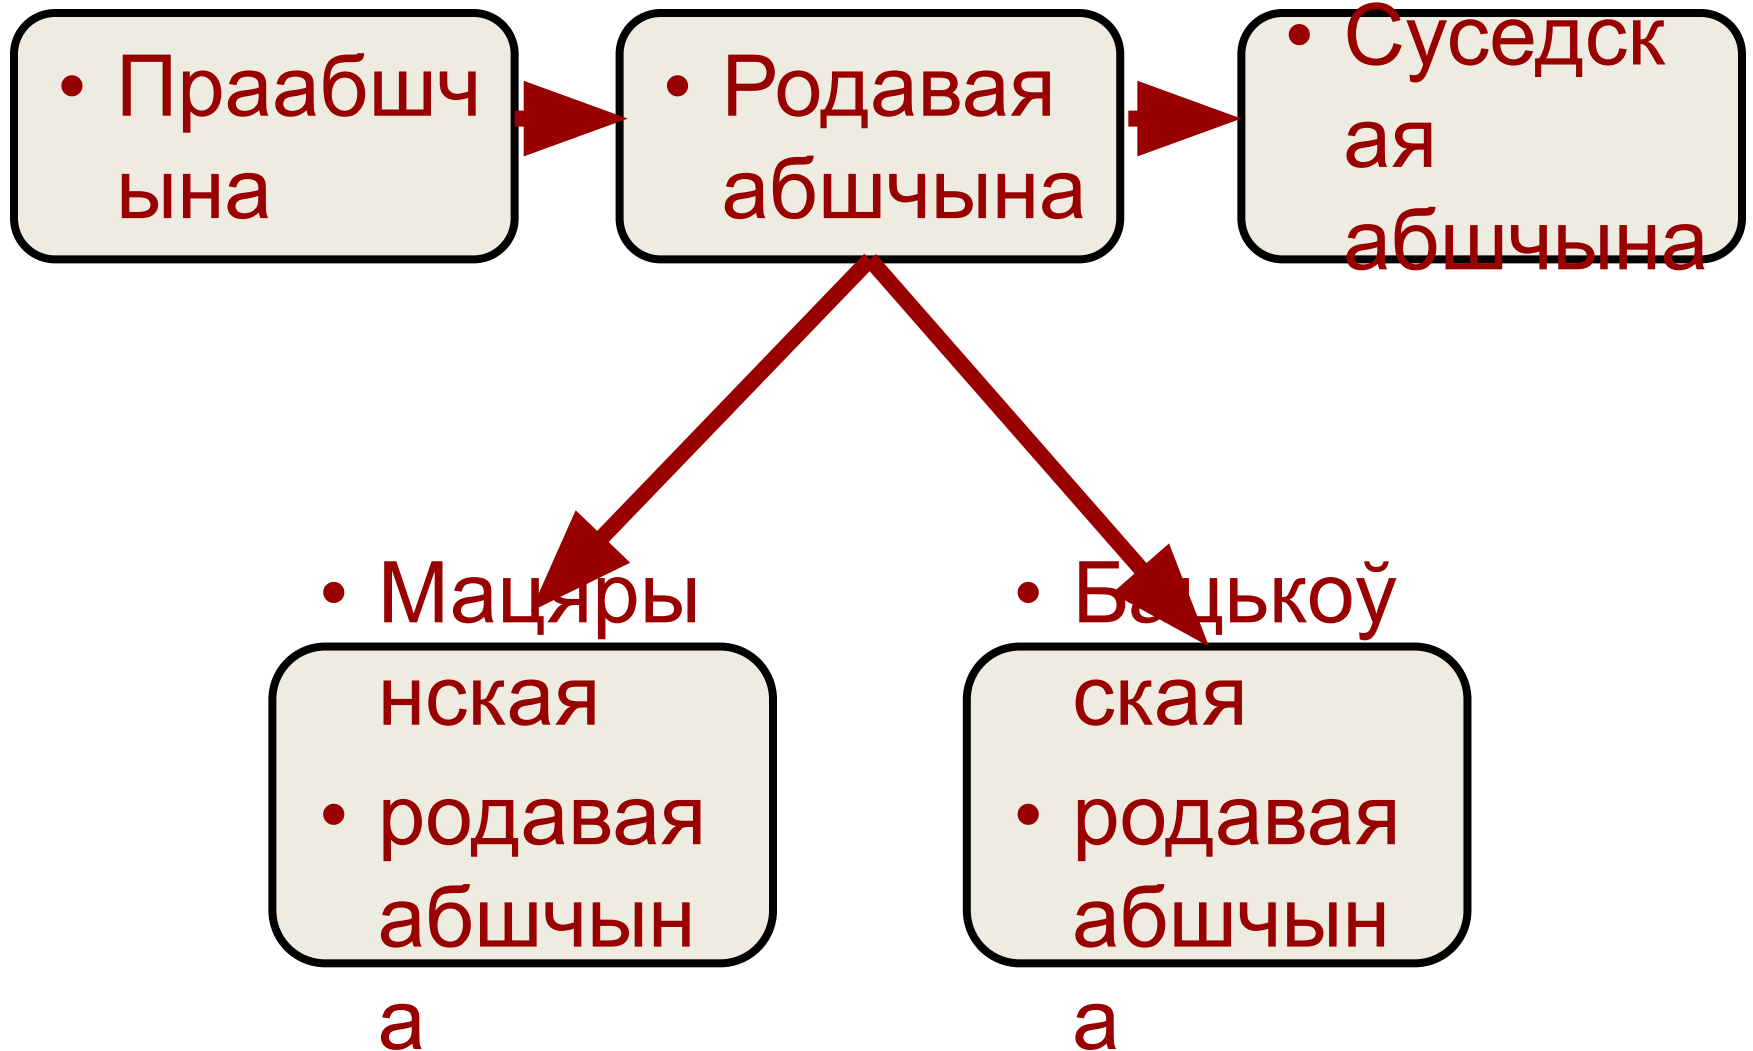 • Праабшч
ына
• Родавая
абшчына
• Суседск
ая
абшчына
• Мацяры
нская
• родавая
абшчын
а
• Бацькоў
ская
• родавая
абшчын
а